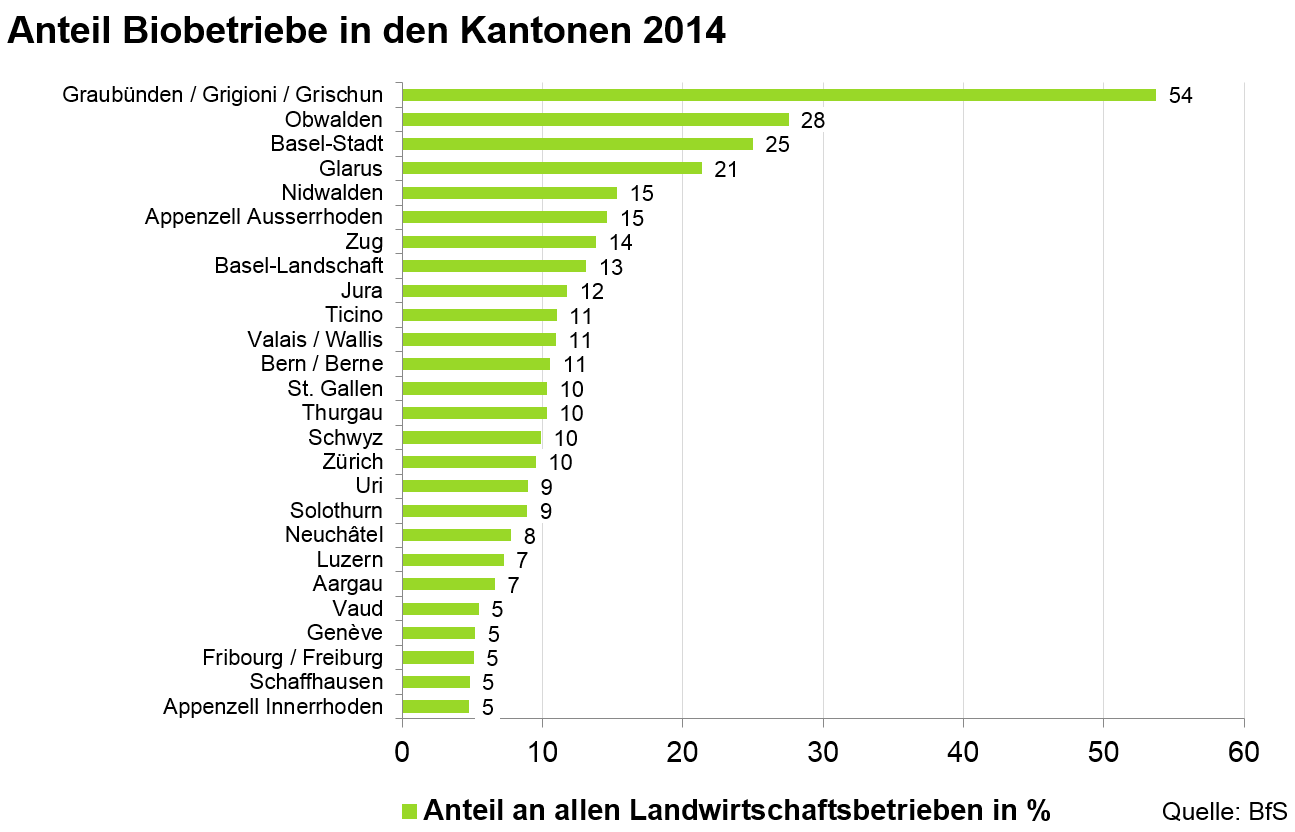 Anteil Biobetriebe in den Kantonen 2014
Graubünden / Grigioni / Grischun 54
Obwalden 28
Basel-Stadt 25
Glarus 21
Nidwalden 15
Appenzell Ausserrhoden 15
Zug 14
Basel-Landschaft 13
Jura 12
Ticino 11
Valais / Wallis 11
Bern / Berne 11
St. Gallen 10
Thurgau 10
Schwyz 10
Zürich 10
Uri 9
Solothurn 9
Neuchâtel 8
Luzern 7
Aargau 7
Vaud 5
Genève 5
Fribourg / Freiburg 5
Schaffhausen 5
Appenzell Innerrhoden 5
0 10 20 30 40 50 60
Anteil an allen Landwirtschaftsbetrieben in % Quelle: BfS